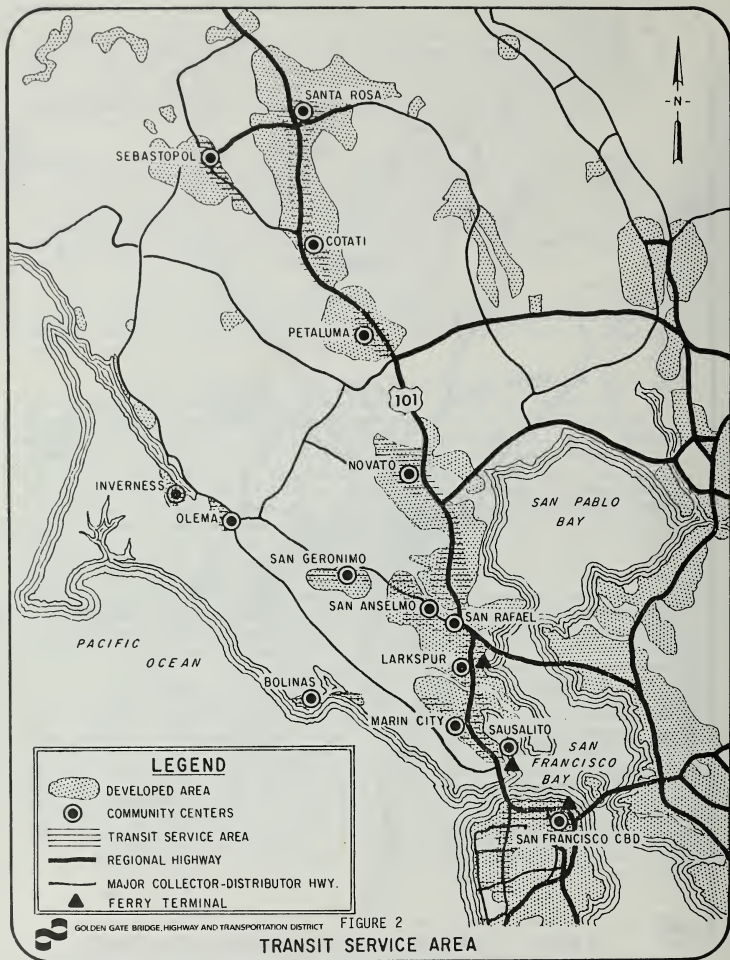 SANTA ROSA
-N-
SEBASTOPOL
COTATI
PETALUMA
101
NOVATO
INVERNESS
OLEMA
SAN PABLO
BAY
SAN GERONIMO
SAN ANSELMO
SAN RAFAEL
PACIFIC
OCEAN
LARKSPUR
BOLINAS
MARIN CITY
SAUSALITO
SAN
FRANCISCO
BAY
SAN FRANCISCO CBD
LEGEND
DEVELOPED AREA
COMMUNITY CENTERS
TRANSIT SERVICE AREA
REGIONAL HIGHWAY
MAJOR COLLECTOR-DISTRIBUTOR HWY.
FERRY TERMINAL
GOLDEN GATE BRIDGE, HIGHWAY AND TRANSPORTATION DISTRICT
FIGURE 2
TRANSIT SERVICE AREA